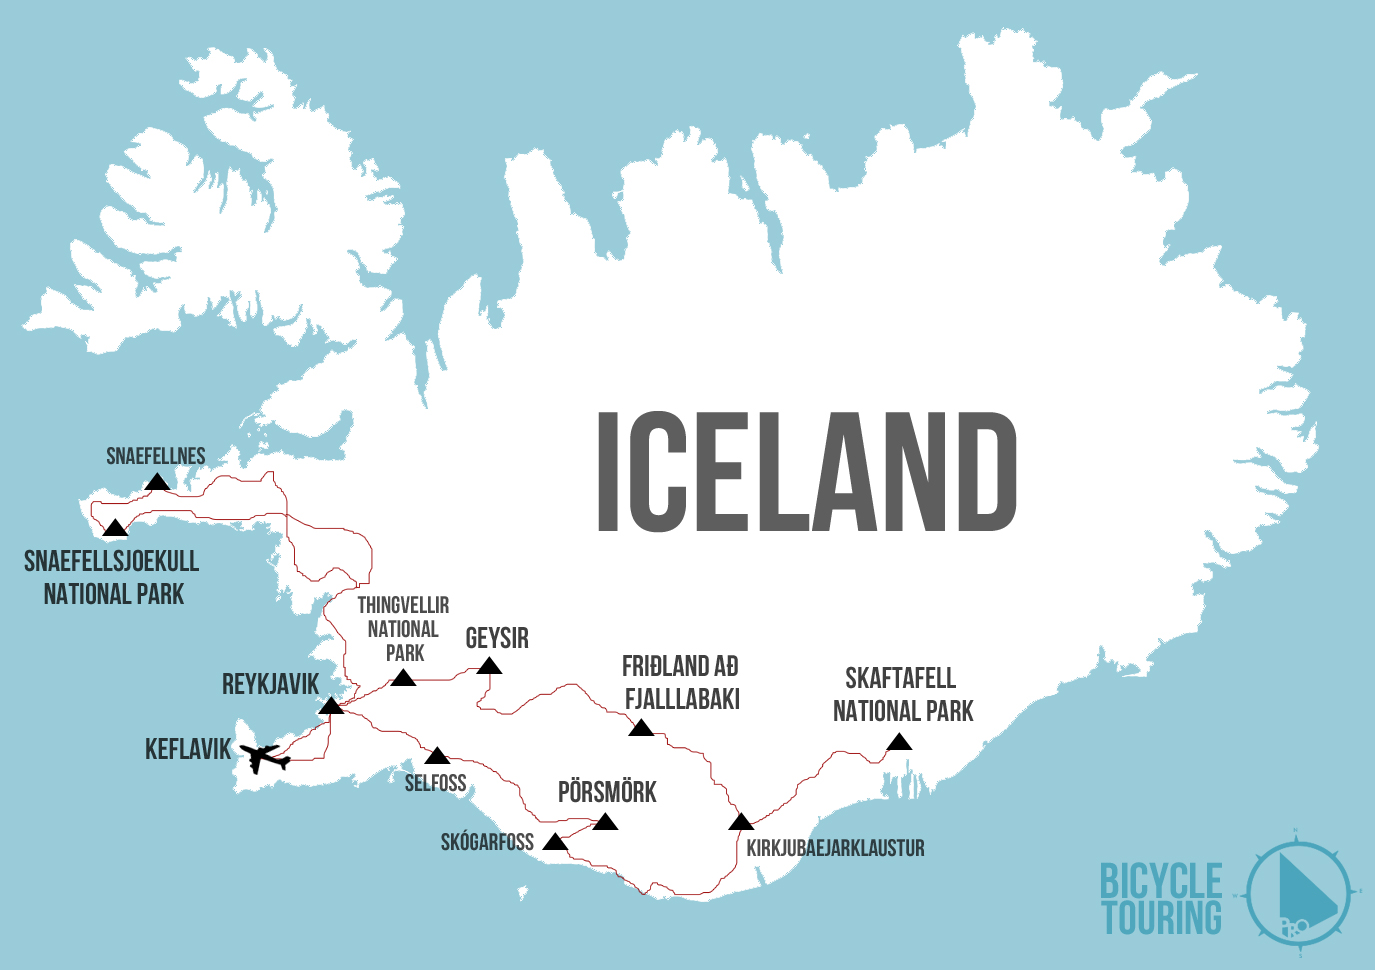 ICELAND
SNAEFELLNES
SNAEFELLSJOEKULL
NATIONAL PARK
THINGVELLIR
NATIONAL
PARK
GEYSIR
FRIÐLAND AÐ
FJALLLABAKI
SKAFTAFELL
NATIONAL PARK
REYKJAVIK
KEFLAVIK
SELFOSS
PÖRSMÖRK
SKÓGARFOSS
KIRKJUBAEJARKLAUSTUR
BICYCLE
TOURING
PRO
N
W
E
S